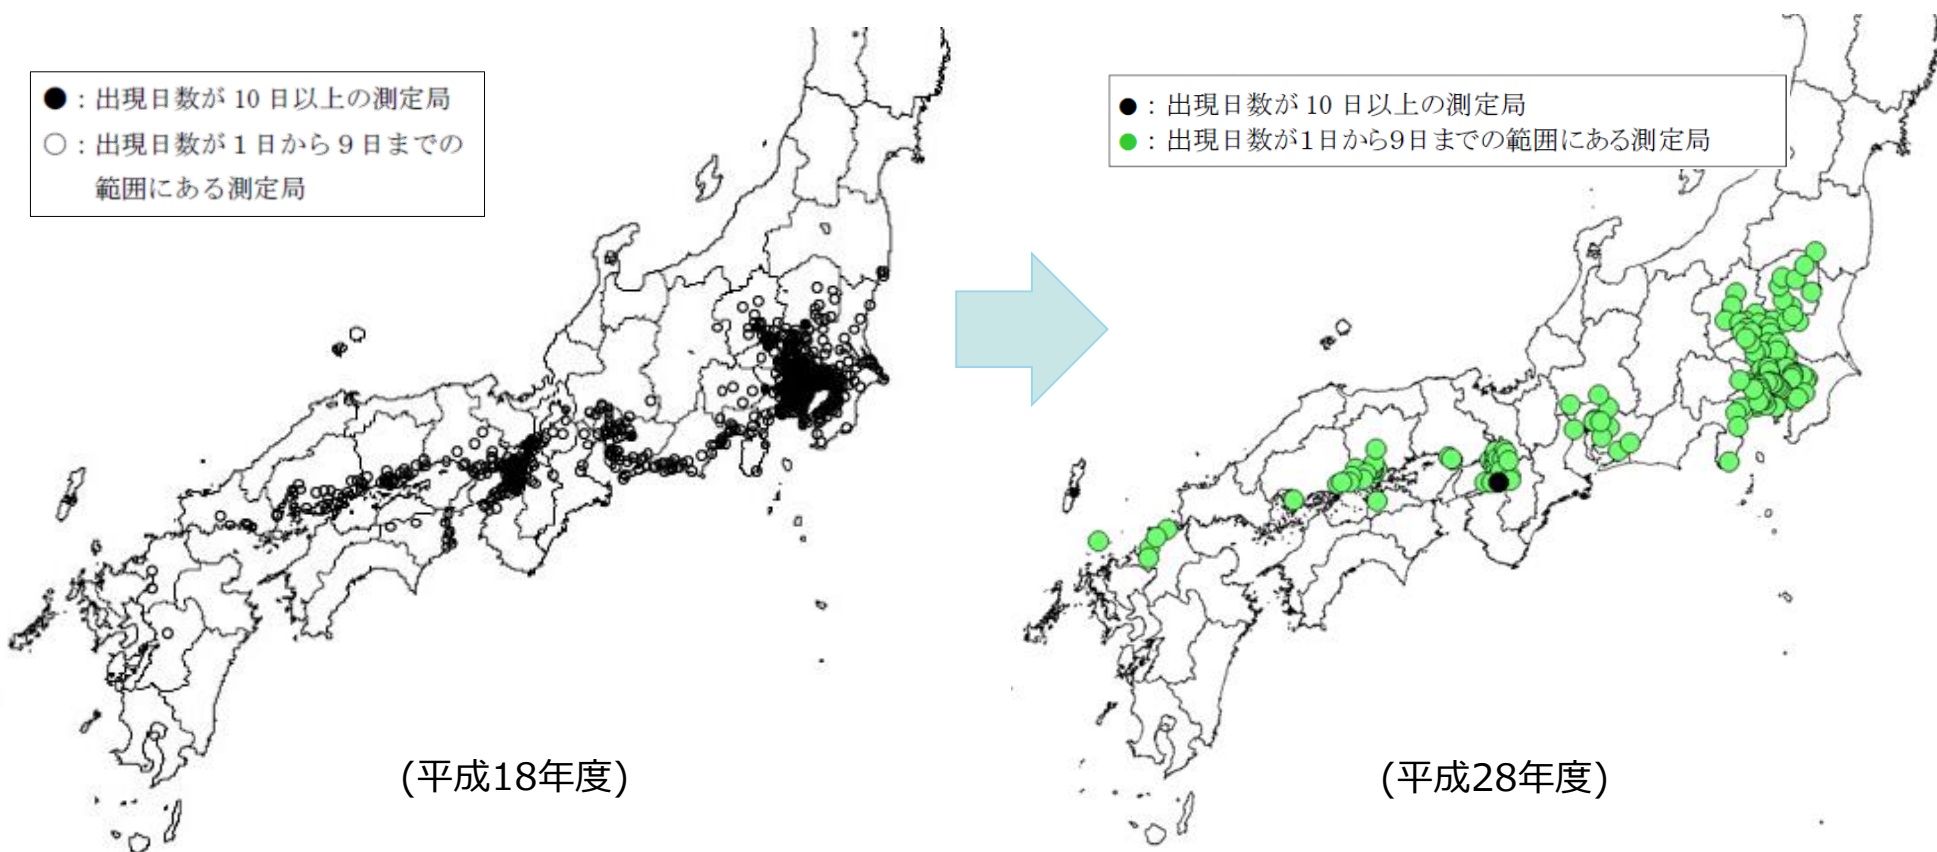 ●：出現日数が 10 日以上の測定局
○：出現日数が 1 日から 9 日までの
範囲にある測定局
(平成18年度)
●：出現日数が 10 日以上の測定局
●：出現日数が1日から9日までの範囲にある測定局
(平成28年度)